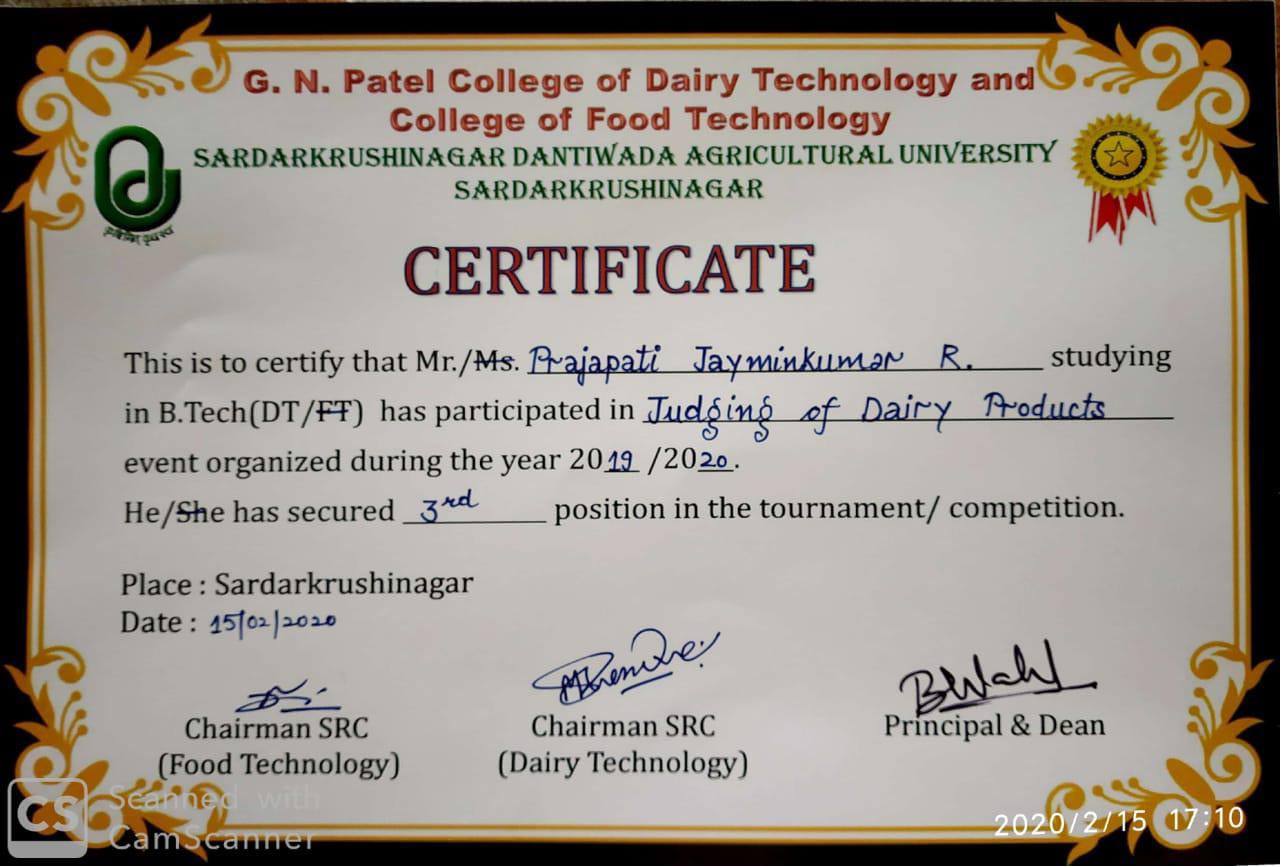 G. N. Patel College of Dairy Technology and
College of Food Technology
SARDARKRUSHINAGAR DANTIWADA AGRICULTURAL UNIVERSITY
SARDARKRUSHINAGAR
CERTIFICATE
This is to certify that Mr./Ms. Prajapati Jayminkumar R. studying
in B.Tech(DT/FT) has participated in Judging of Dairy Products
event organized during the year 2019 /2020.
He/She has secured 3rd position in the tournament/ competition.
Place : Sardarkrushinagar
Date : 15/02/2020
Chairman SRC
(Food Technology)
Chairman SRC
(Dairy Technology)
Principal & Dean
CS Scanned with
CamScanner
2020/2/15 17:10